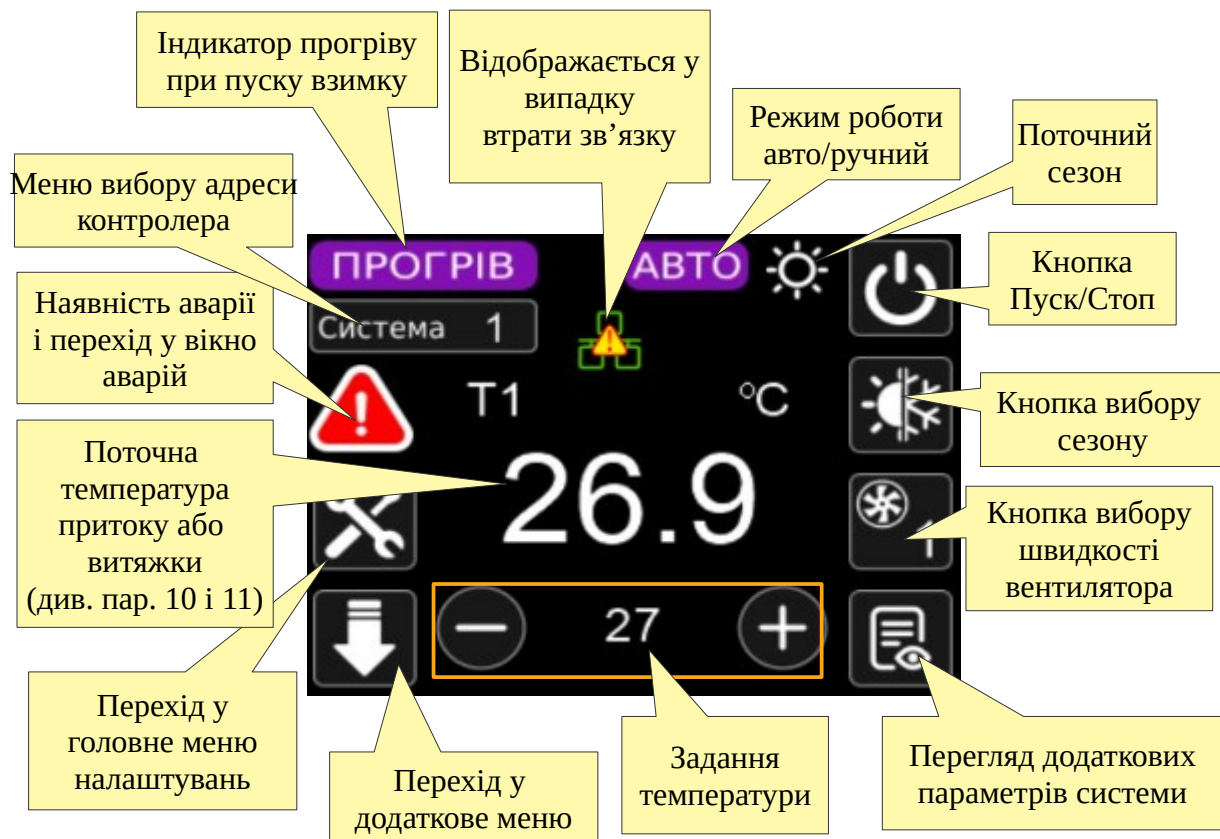 Індикатор прогріву
при пуску взимку
Відображається у
випадку
втрати зв’язку
Режим роботи
авто/ручний
Поточний
сезон
Меню вибору адреси
контролера
ПРОГРІВ
АВТО
Кнопка
Пуск/Стоп
Система 1
Наявність аварії
і перехід у вікно
аварій
T1
°C
Кнопка вибору
сезону
Поточна
температура
притоку або
витяжки
(див. пар. 10 і 11)
26.9
1
Кнопка вибору
швидкості
вентилятора
27
Перехід у
головне меню
налаштувань
Перехід у
додаткове меню
Задання
температури
Перегляд додаткових
параметрів системи